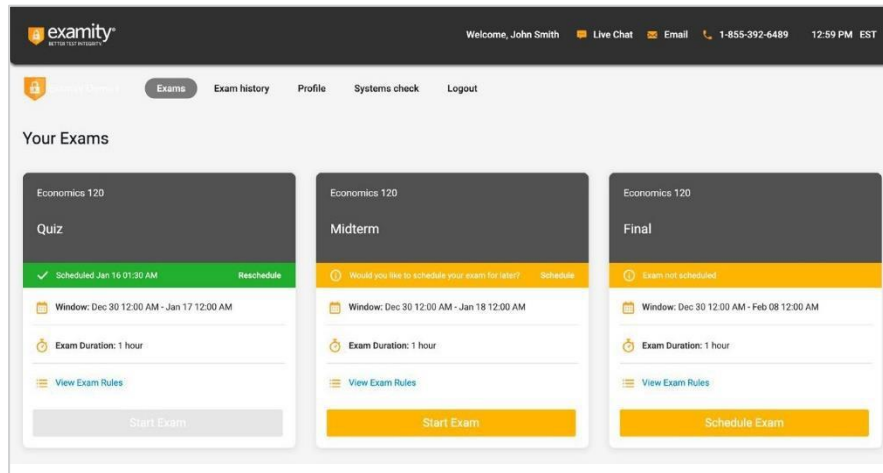 examity®
BETTER TEST INTEGRITY
Welcome, John Smith Live Chat Email 1-855-392-6489 12:59 PM EST
Exams Exam history Profile Systems check Logout
Your Exams
Economics 120
Quiz
Scheduled Jan 16 01:30 AM Reschedule
Window: Dec 30 12:00 AM - Jan 17 12:00 AM
Exam Duration: 1 hour
View Exam Rules
Start Exam
Economics 120
Midterm
Would you like to schedule your exam for later? Schedule
Window: Dec 30 12:00 AM - Jan 18 12:00 AM
Exam Duration: 1 hour
View Exam Rules
Start Exam
Economics 120
Final
Exam not scheduled
Window: Dec 30 12:00 AM - Feb 08 12:00 AM
Exam Duration: 1 hour
View Exam Rules
Schedule Exam